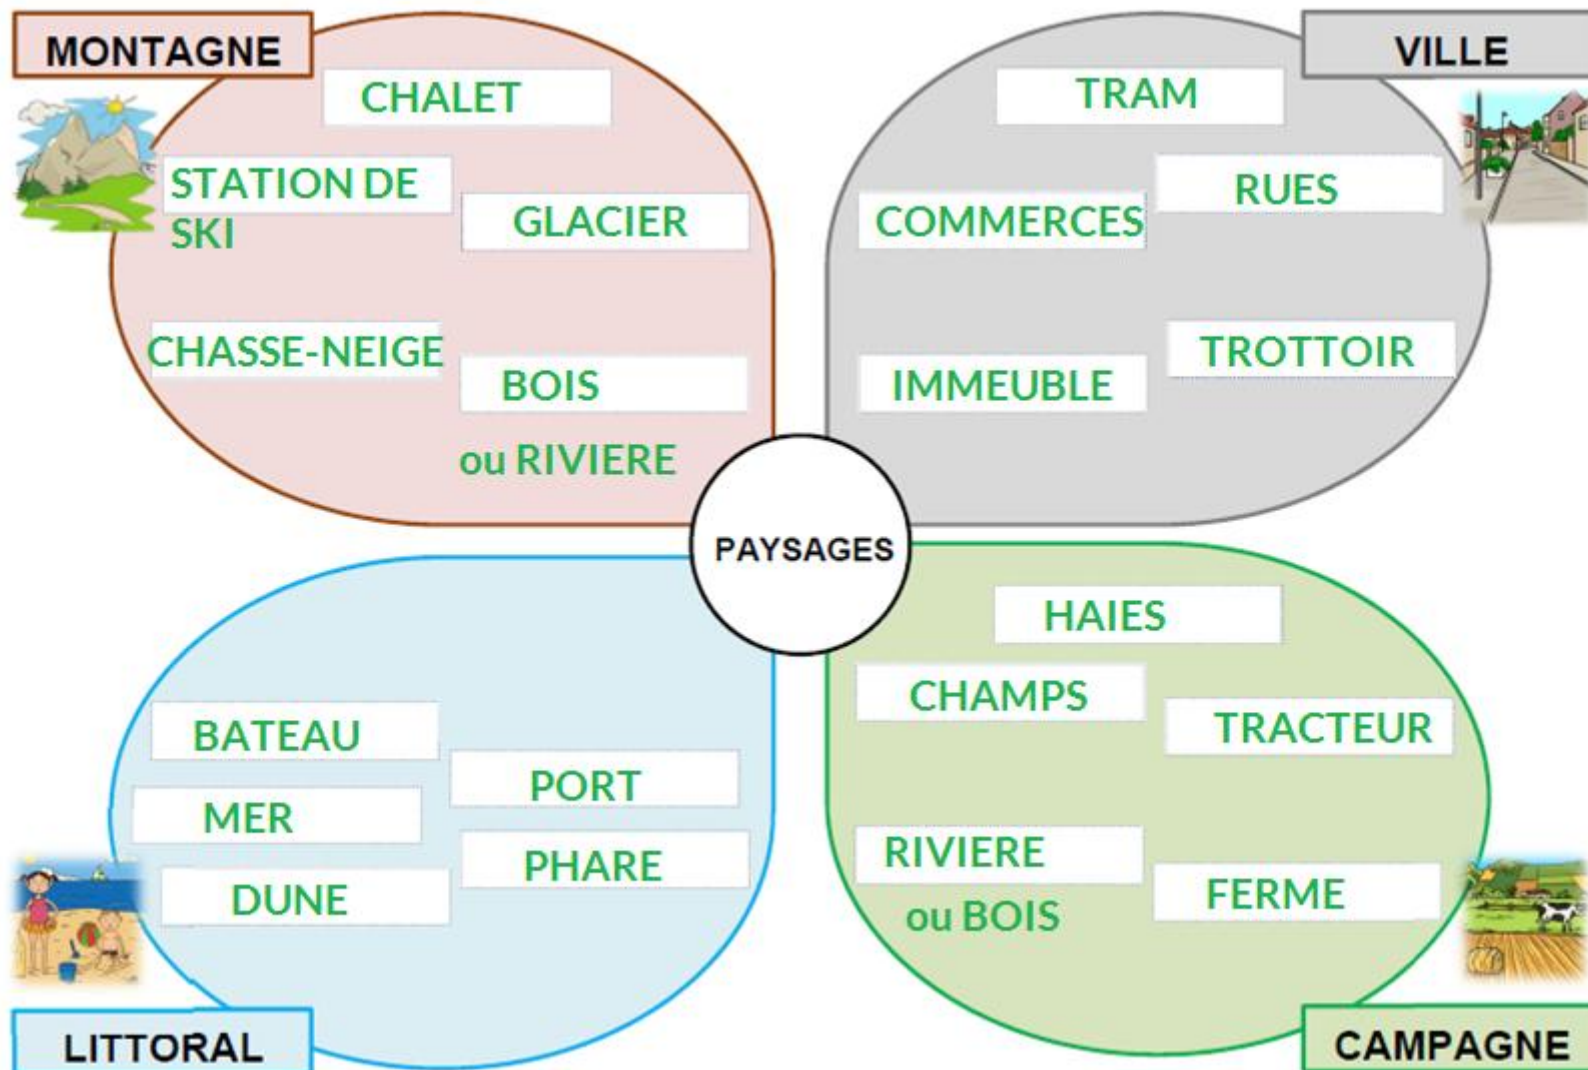 MONTAGNE
CHALET
STATION DE
SKI
GLACIER
CHASSE-NEIGE
BOIS
ou RIVIERE
VILLE
TRAM
RUES
COMMERCES
TROTTOIR
IMMEUBLE
PAYSAGES
BATEAU
PORT
MER
PHARE
DUNE
LITTORAL
HAIES
CHAMPS
TRACTEUR
RIVIERE
ou BOIS
FERME
CAMPAGNE